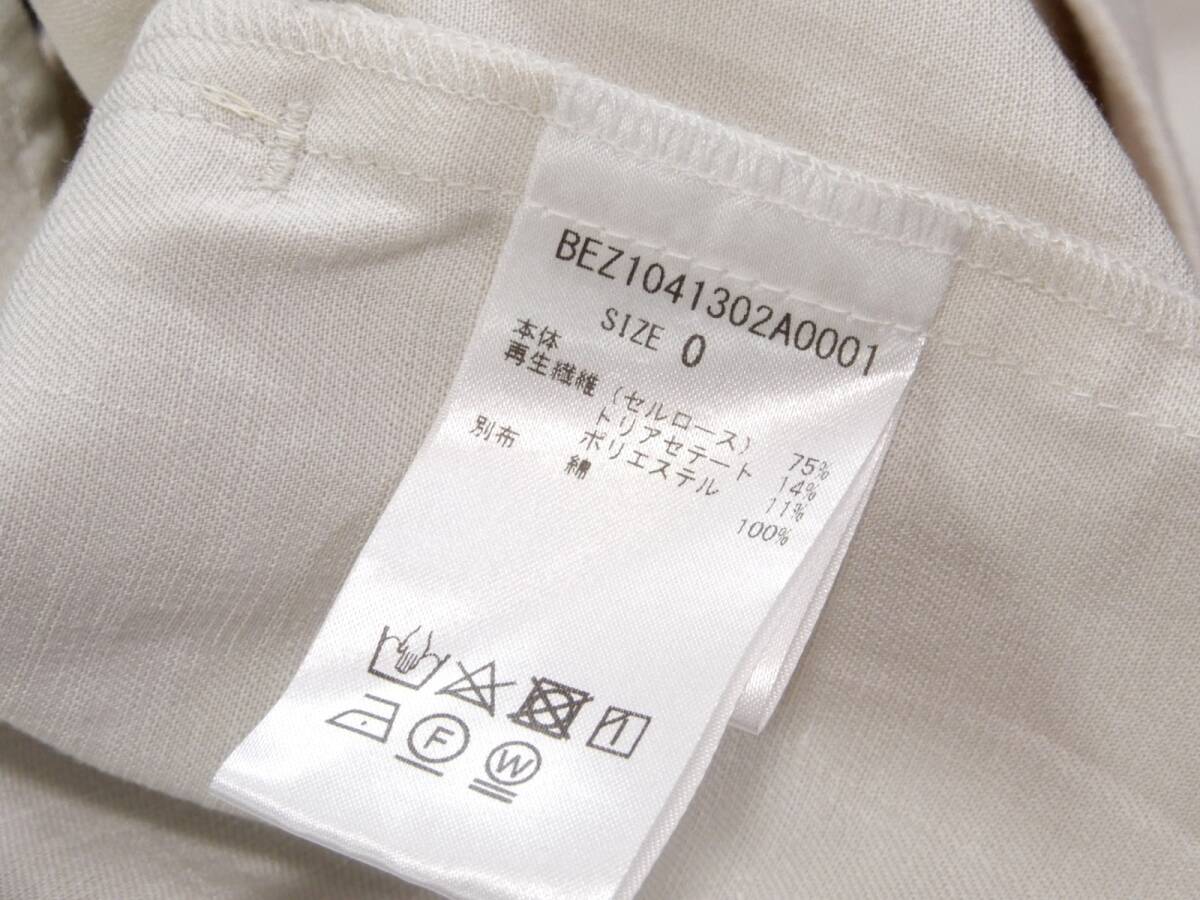 BEZ1041302A0001
SIZE 0
本体
再生繊維(セルロース) 75%
トリアセテート 14%
ポリエステル 11%
別布 綿 100%
F
W